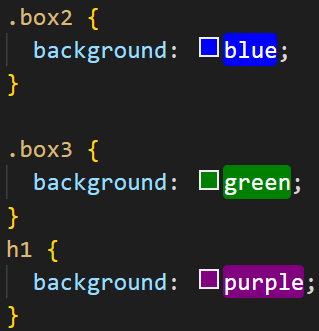 .box2 {
  background: blue;
}

.box3 {
  background: green;
}
h1 {
  background: purple;
}